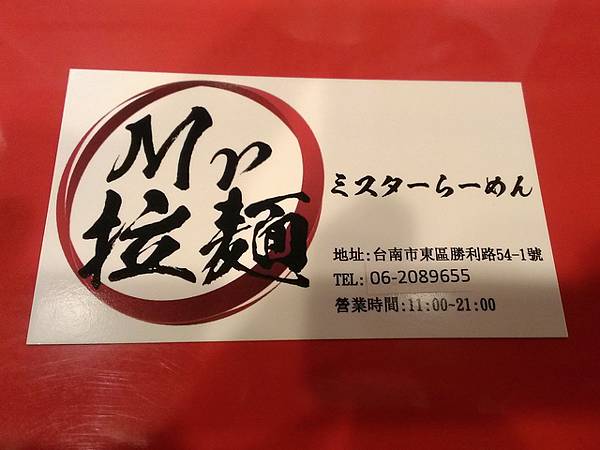 Mr
拉麵
ミスターらーめん
地址:台南市東區勝利路54-1號
TEL: 06-2089655
營業時間:11:00~21:00